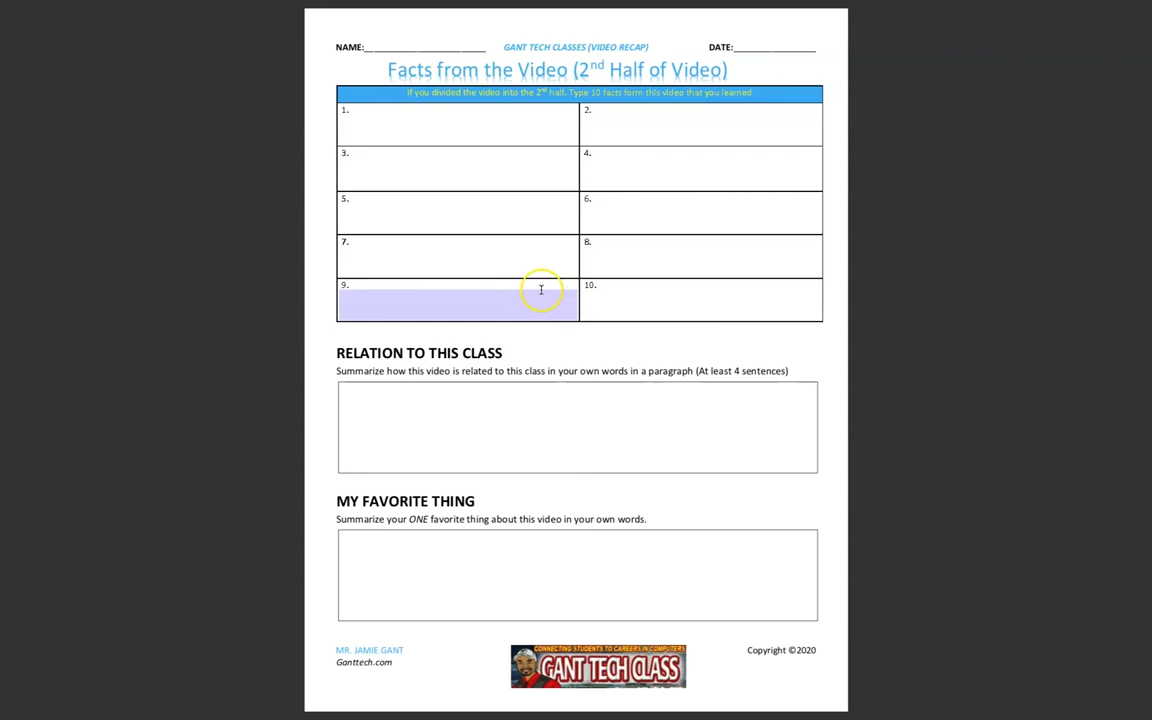 NAME:________________________ GANT TECH CLASSES (VIDEO RECAP) DATE:________________
Facts from the Video (2nd Half of Video)
If you divided the video into the 2nd half. Type 10 facts form this video that you learned
1. 2.
3. 4.
5. 6.
7. 8.
9. 10.
RELATION TO THIS CLASS
Summarize how this video is related to this class in your own words in a paragraph (At least 4 sentences)
MY FAVORITE THING
Summarize your ONE favorite thing about this video in your own words.
MR. JAMIE GANT
Ganttech.com
CONNECTING STUDENTS TO CAREERS IN COMPUTERS
GANT TECH CLASS
Copyright ©2020